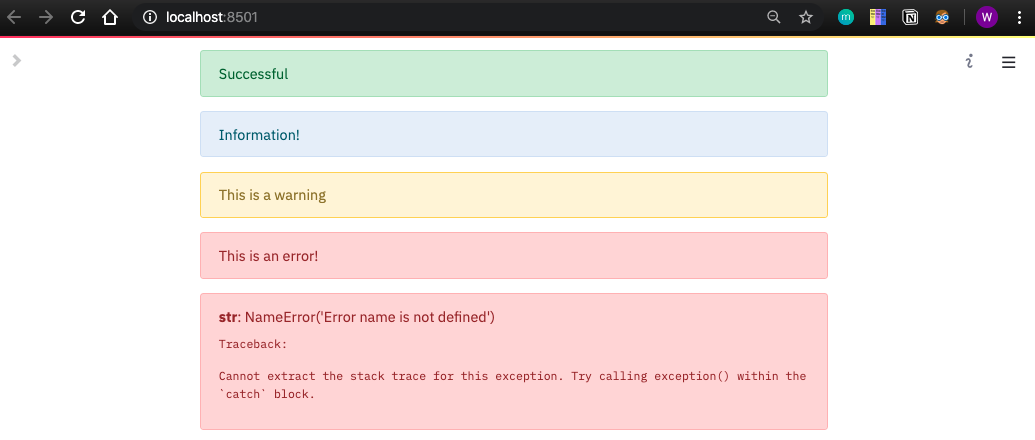 localhost:8501
m
N
W
Successful
i
Information!
This is a warning
This is an error!
str: NameError('Error name is not defined')
Traceback:
Cannot extract the stack trace for this exception. Try calling exception() within the
`catch` block.